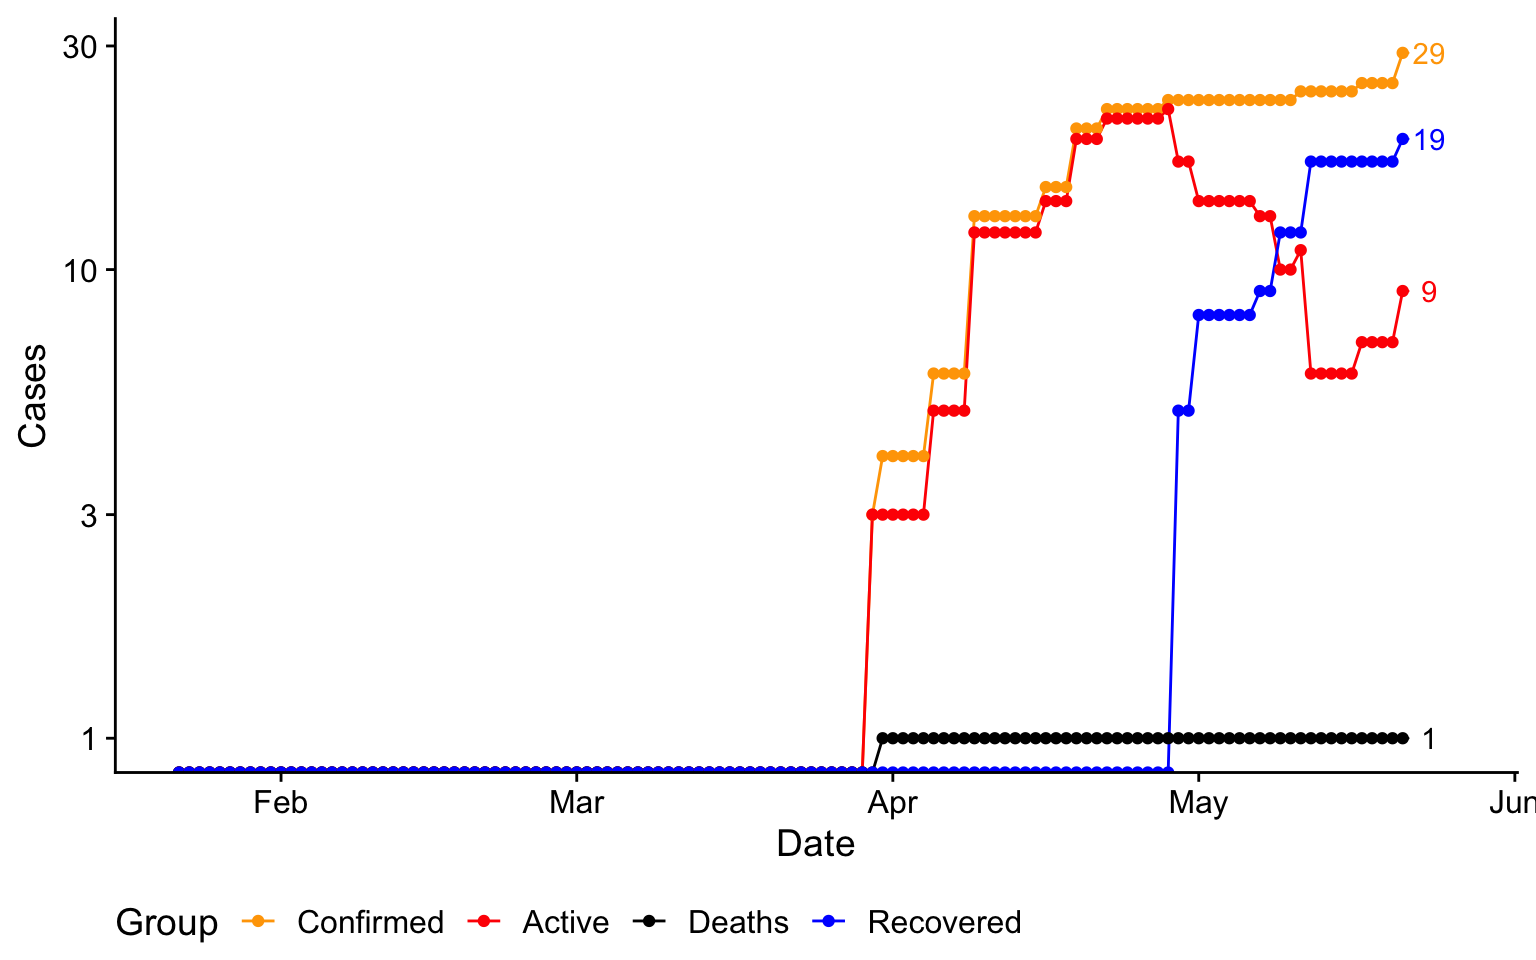 30
10
3
1
Cases
29
19
9
1
Feb Mar Apr May Jun
Date
Group Confirmed Active Deaths Recovered